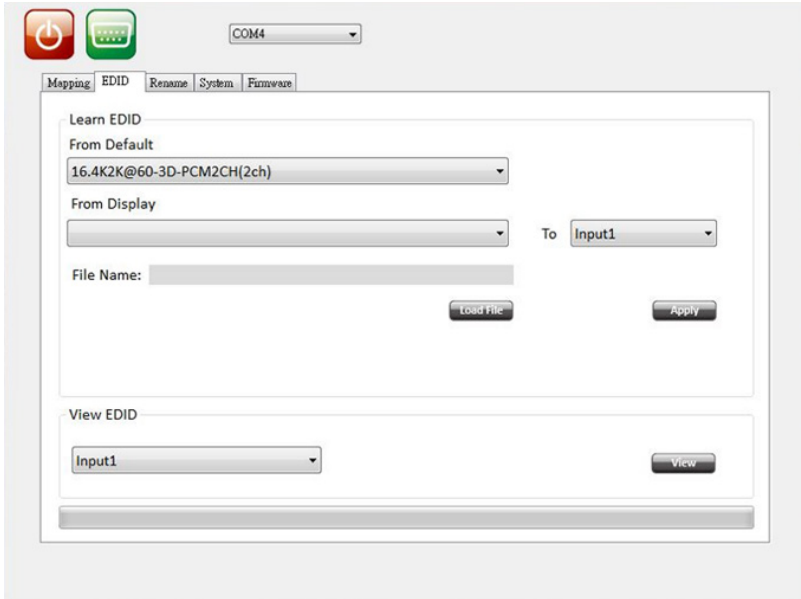 COM4
Mapping EDID Rename System Firmware
Learn EDID
From Default
16.4K2K@60-3D-PCM2CH(2ch)
From Display
To Input1
File Name:
Load File Apply
View EDID
Input1
View